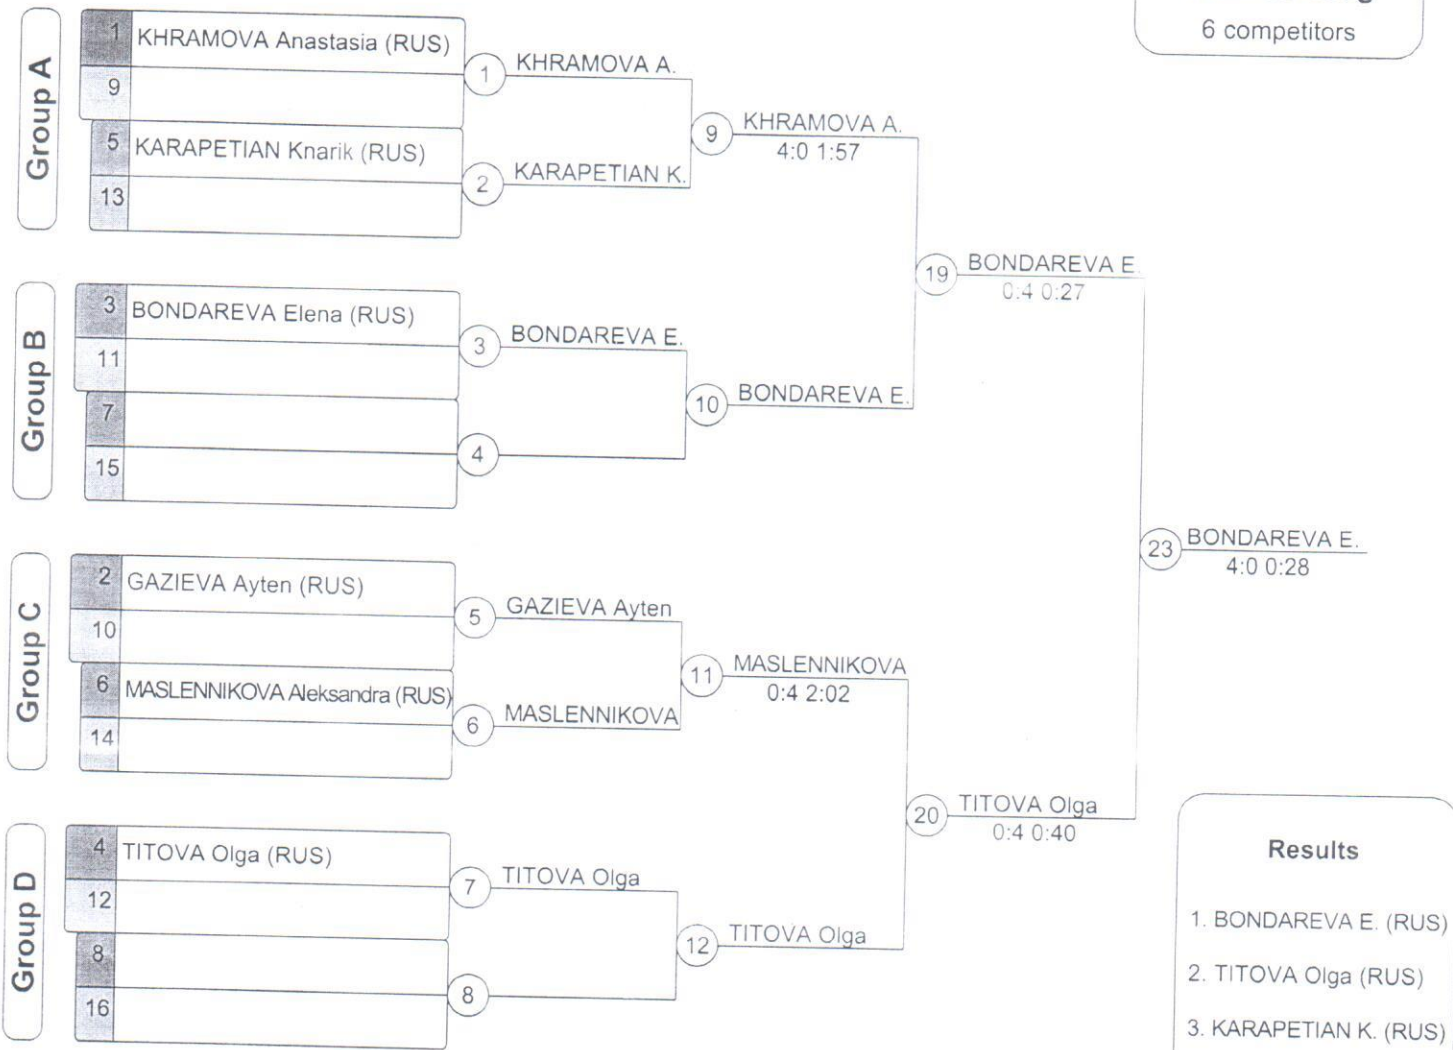 6 competitors
Group A
1 KHRAMOVA Anastasia (RUS)
9
5 KARAPETIAN Knarik (RUS)
13
1 KHRAMOVA A.
2 KARAPETIAN K.
9 KHRAMOVA A.
4:0 1:57
Group B
3 BONDAREVA Elena (RUS)
11
7
15
3 BONDAREVA E.
4
10 BONDAREVA E.
19 BONDAREVA E.
0:4 0:27
Group C
2 GAZIEVA Ayten (RUS)
10
6 MASLENNIKOVA Aleksandra (RUS)
14
5 GAZIEVA Ayten
6 MASLENNIKOVA
11 MASLENNIKOVA
0:4 2:02
Group D
4 TITOVA Olga (RUS)
12
8
16
7 TITOVA Olga
8
12 TITOVA Olga
20 TITOVA Olga
0:4 0:40
23 BONDAREVA E.
4:0 0:28
Results
1. BONDAREVA E. (RUS)
2. TITOVA Olga (RUS)
3. KARAPETIAN K. (RUS)